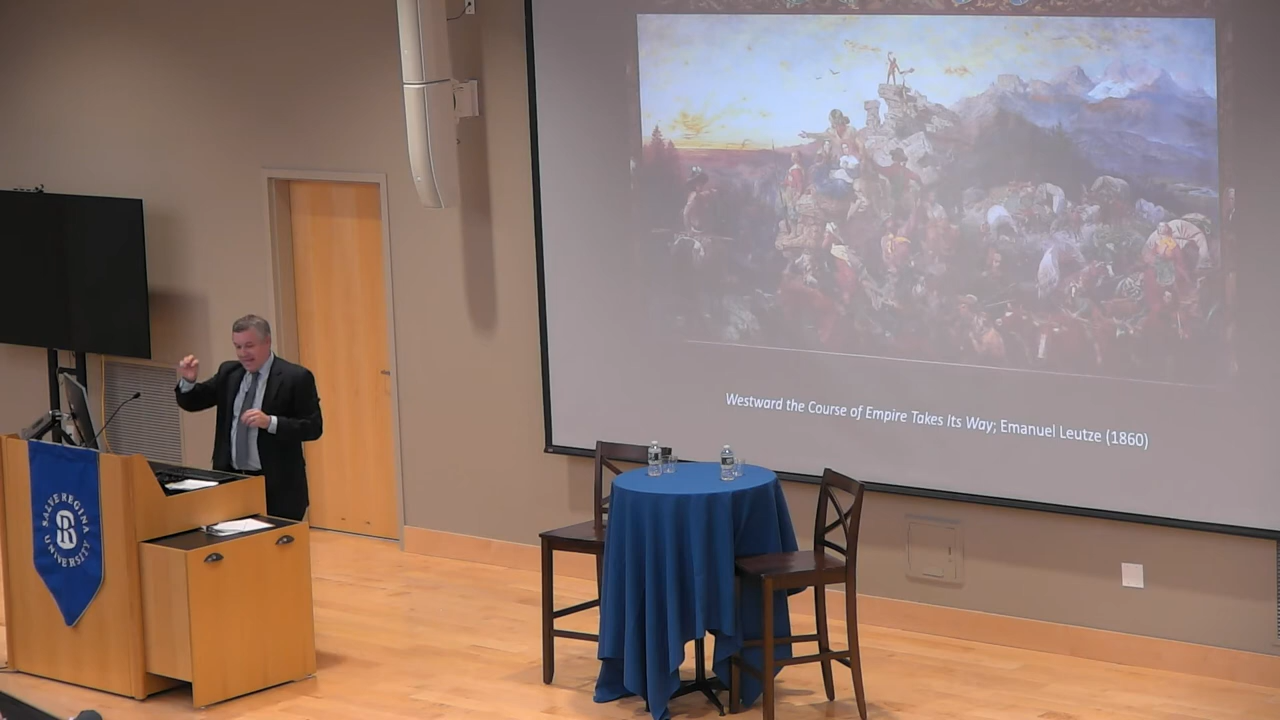 Westward the Course of Empire Takes Its Way; Emanuel Leutze (1860)
SALVE REGINA
UNIVERSITY